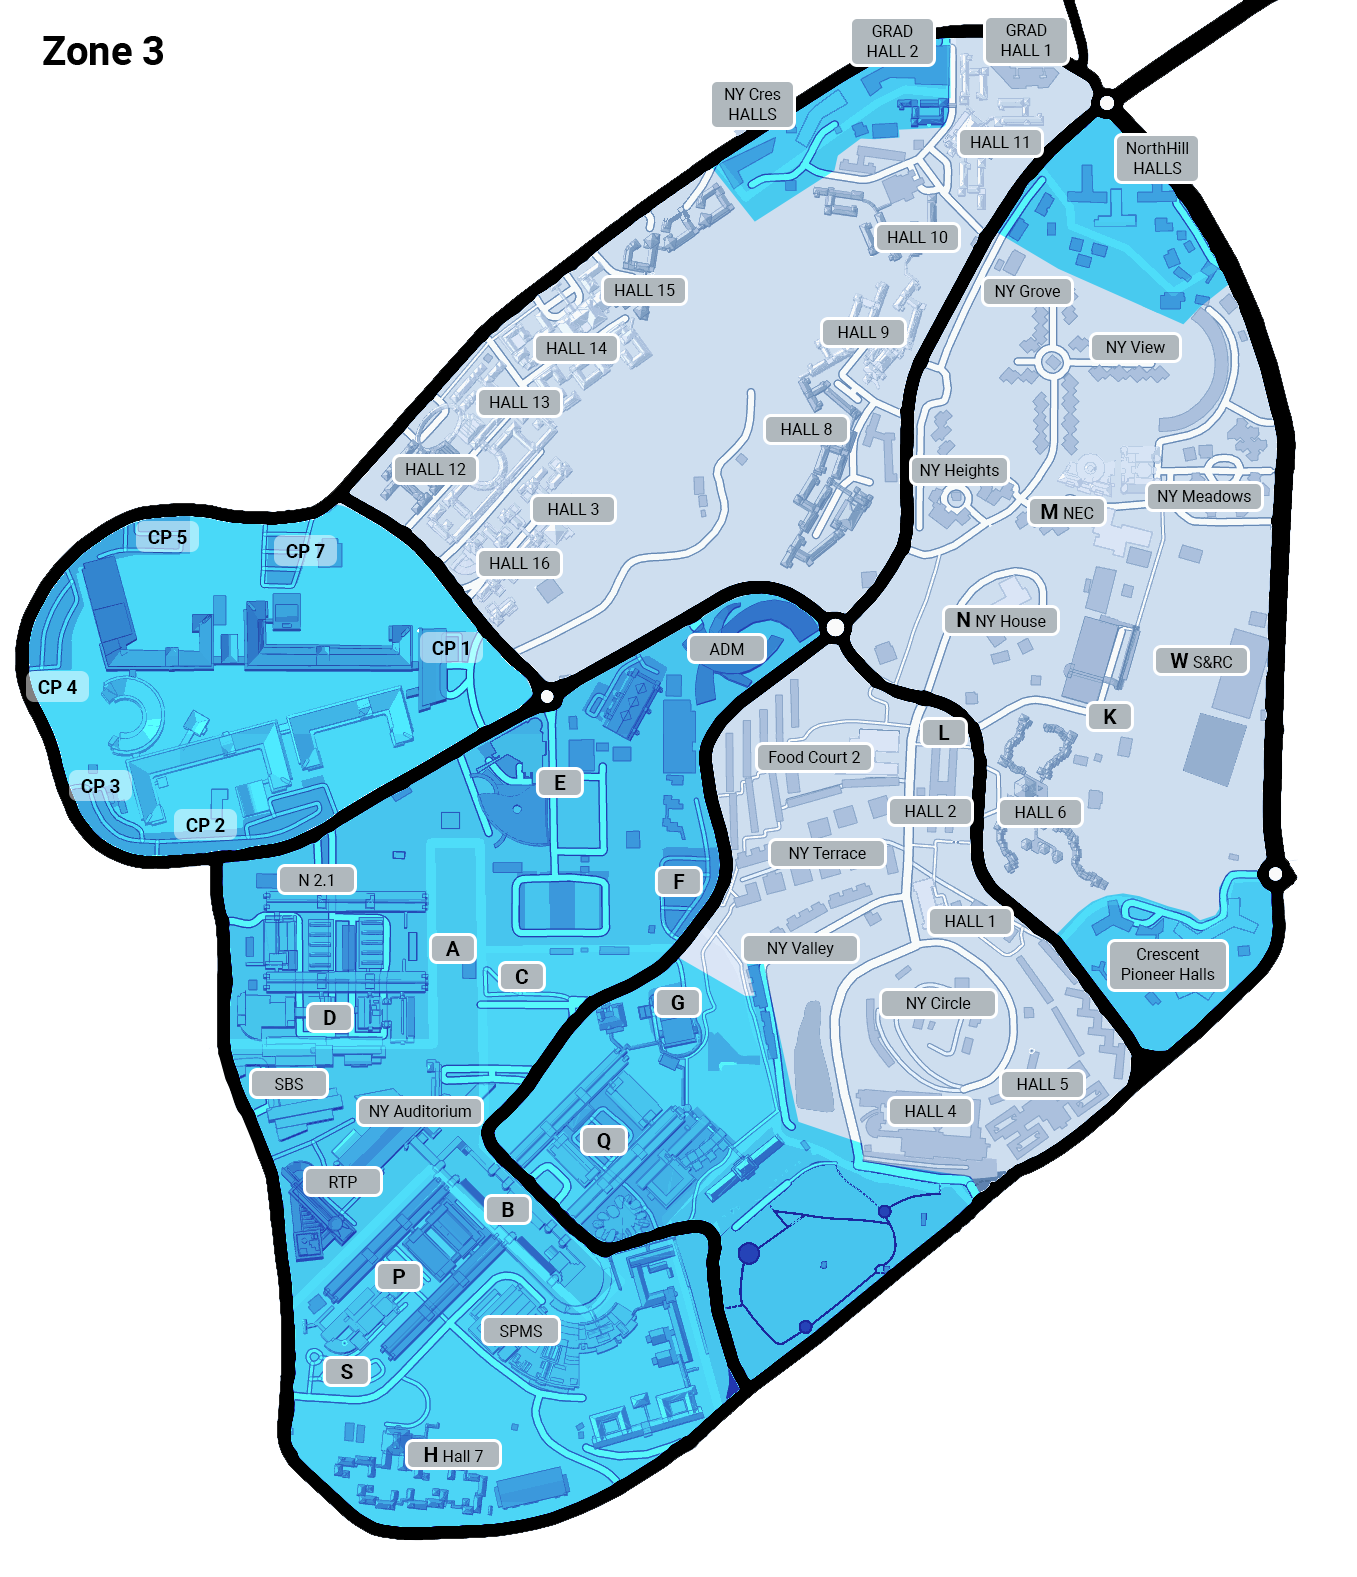 Zone 3
GRAD
HALL 2
GRAD
HALL 1
NY Cres
HALLS
HALL 11
NorthHill
HALLS
HALL 10
HALL 15
NY Grove
HALL 9
NY View
HALL 14
HALL 13
HALL 8
HALL 12
NY Heights
NY Meadows
HALL 3
M NEC
CP 5
CP 7
HALL 16
N NY House
CP 1
ADM
W S&RC
CP 4
K
L
Food Court 2
CP 3
E
CP 2
HALL 2
HALL 6
NY Terrace
N 2.1
F
HALL 1
A
NY Valley
Crescent
Pioneer Halls
C
G
NY Circle
D
SBS
HALL 5
NY Auditorium
HALL 4
Q
RTP
B
P
SPMS
S
H Hall 7